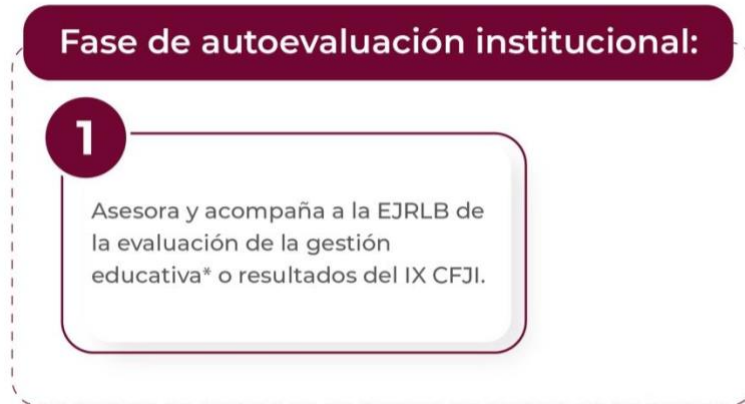 Fase de autoevaluación institucional:
1
Asesora y acompaña a la EJRLB de
la evaluación de la gestión
educativa* o resultados del IX CFJI.